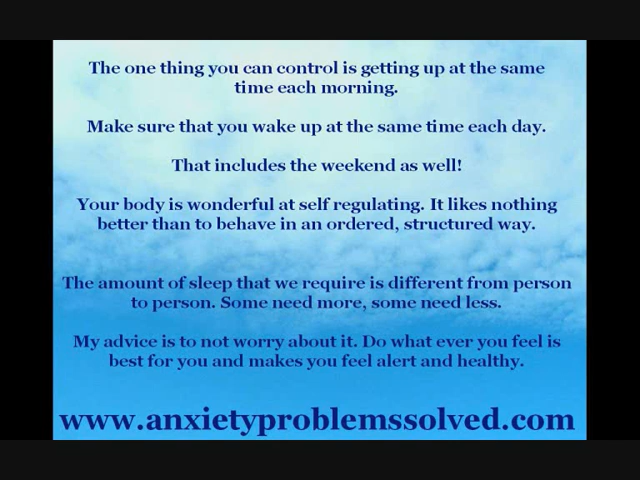 The one thing you can control is getting up at the same
time each morning.
Make sure that you wake up at the same time each day.
That includes the weekend as well!
Your body is wonderful at self regulating. It likes nothing
better than to behave in an ordered, structured way.
The amount of sleep that we require is different from person
to person. Some need more, some need less.
My advice is to not worry about it. Do what ever you feel is
best for you and makes you feel alert and healthy.
www.anxietyproblemssolved.com